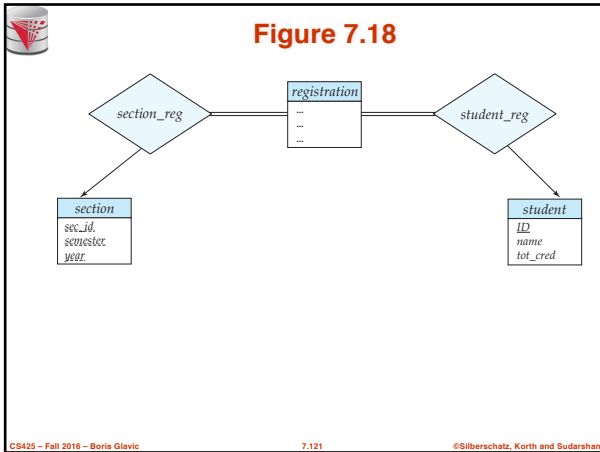 Figure 7.18
section_reg
registration
...
...
...
student_reg
section
sec_id
semester
year
student
ID
name
tot_cred
CS425 – Fall 2016 – Boris Glavic 7.121 ©Silberschatz, Korth and Sudarshan